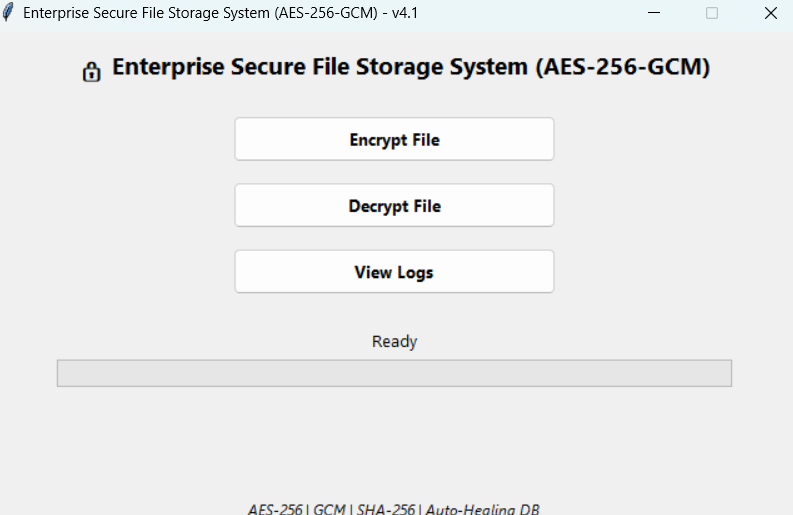 Enterprise Secure File Storage System (AES-256-GCM) - v4.1
Enterprise Secure File Storage System (AES-256-GCM)
Encrypt File
Decrypt File
View Logs
Ready
AES-256 | GCM | SHA-256 | Auto-Healing DB